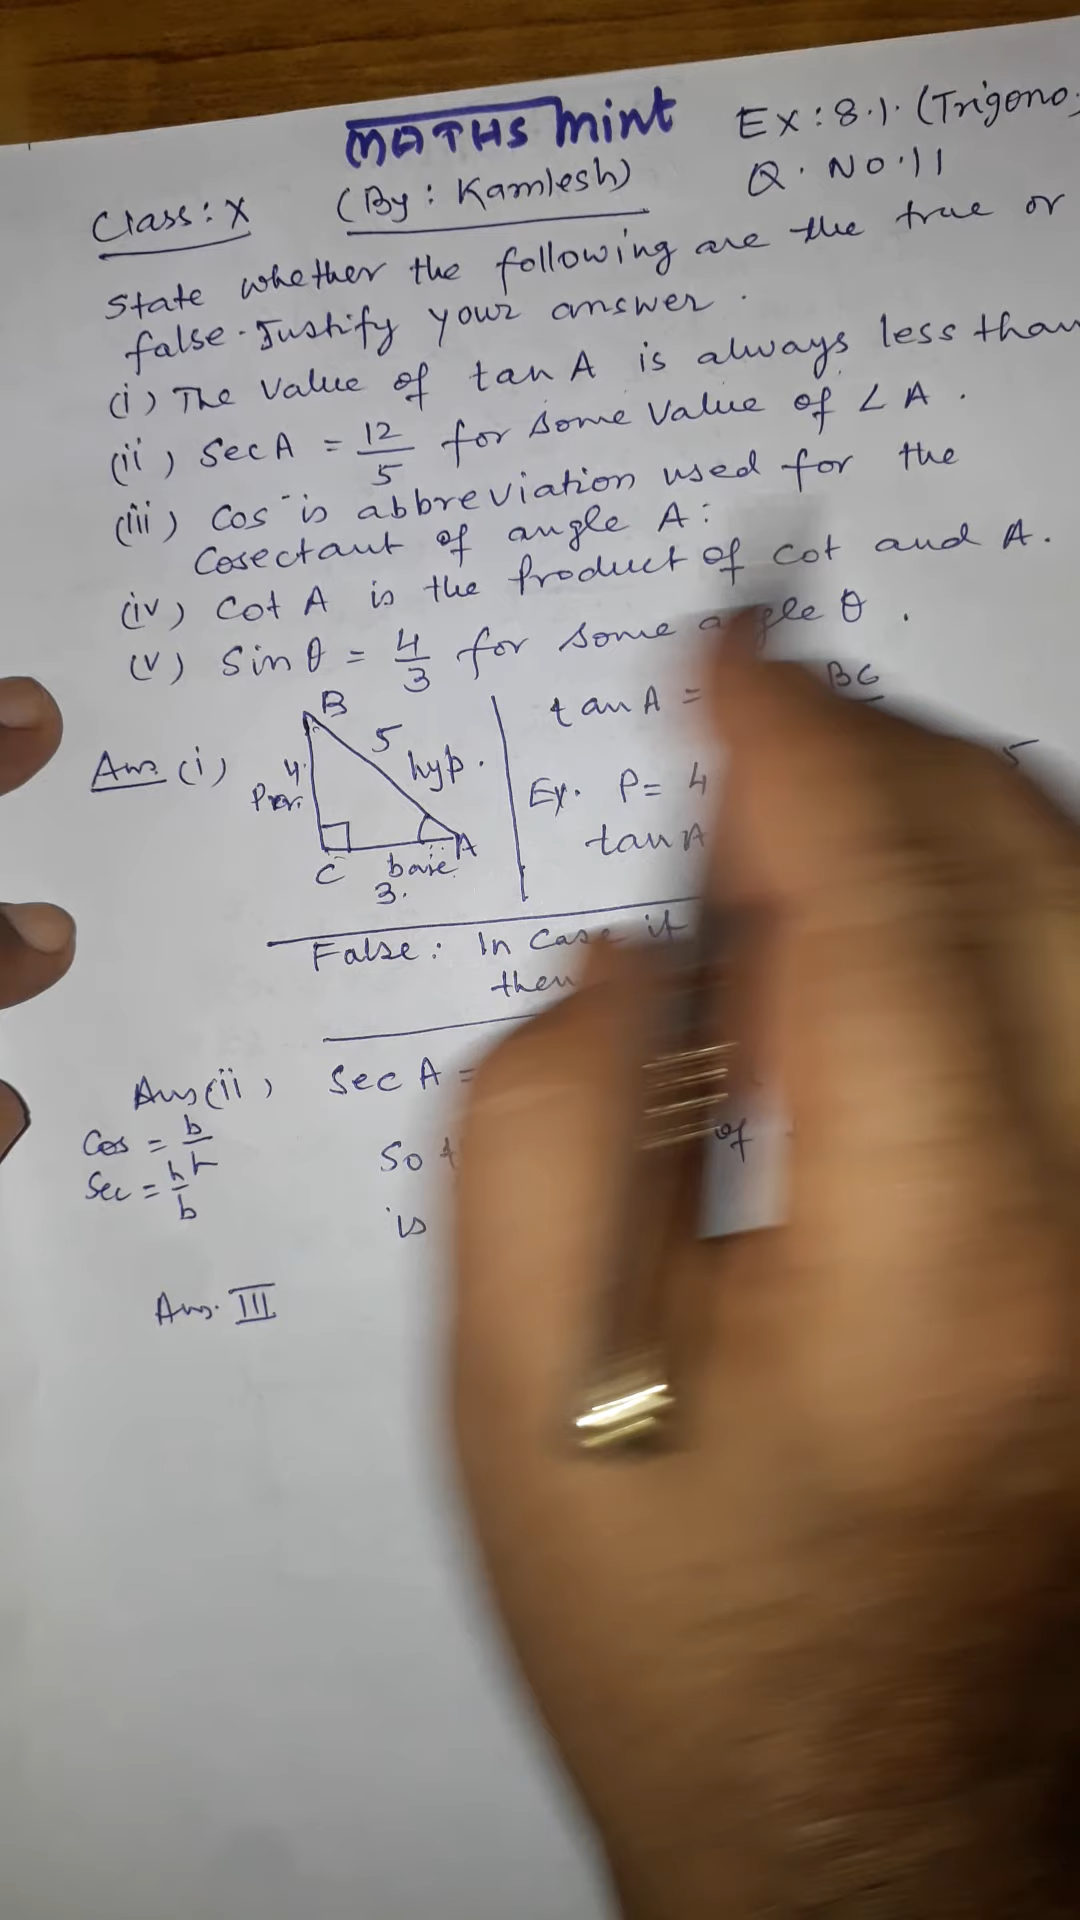 MATHS Mint
Ex: 8.1. (Trigono.
(By: Kamlesh)
Q. No. 11
Class: X
State whether the following are the true or
false. Justify your answer.
(i) The value of tan A is always less than
(ii) Sec A = 12/5 for some value of ∠A.
(iii) Cos is abbreviation used for the
Cosectant of angle A:
(iv) Cot A is the product of cot and A.
(v) Sin θ = 4/3 for some angle θ.
Ans. (i)
B
5
hyp.
4.
Per.
C
base
A
3.
tan A =
BC
Ex. P = 4
5
tan A
False: In case if
then
Ans (ii)
Sec A =
Cos = b/h
Sec = h/b
So
of
is
Ans. III